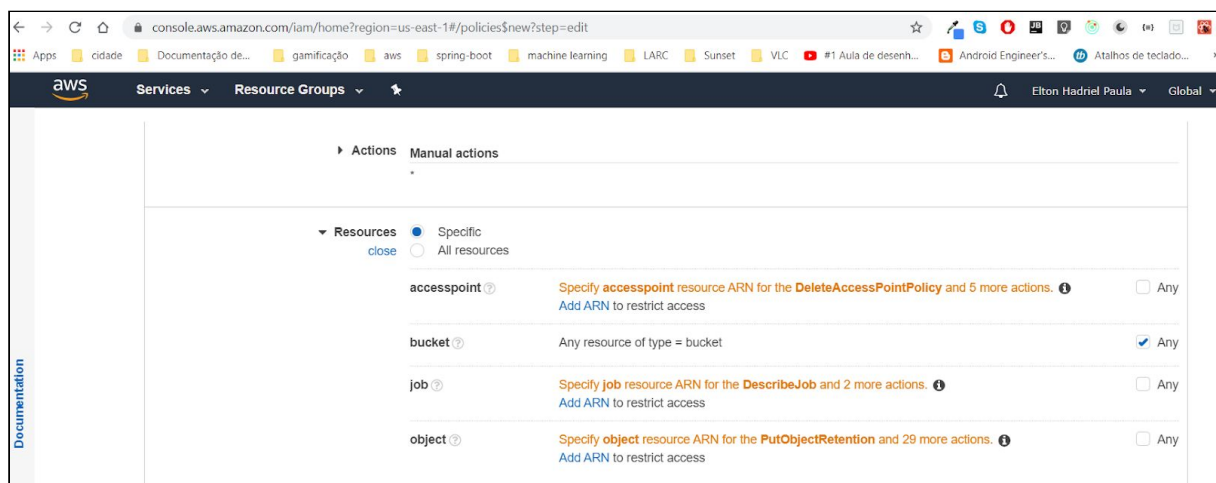 console.aws.amazon.com/iam/home?region=us-east-1#/policies$new?step=edit
Apps cidade Documentação de... gamificação aws spring-boot machine learning LARC Sunset VLC #1 Aula de desenh... Android Engineer's... Atalhos de teclado...
aws Services Resource Groups Elton Hadriel Paula Global
Actions Manual actions
*
Resources Specific
close All resources
accesspoint Specify accesspoint resource ARN for the DeleteAccessPointPolicy and 5 more actions. Any
Add ARN to restrict access
bucket Any resource of type = bucket Any
job Specify job resource ARN for the DescribeJob and 2 more actions. Any
Add ARN to restrict access
object Specify object resource ARN for the PutObjectRetention and 29 more actions. Any
Add ARN to restrict access
Documentation